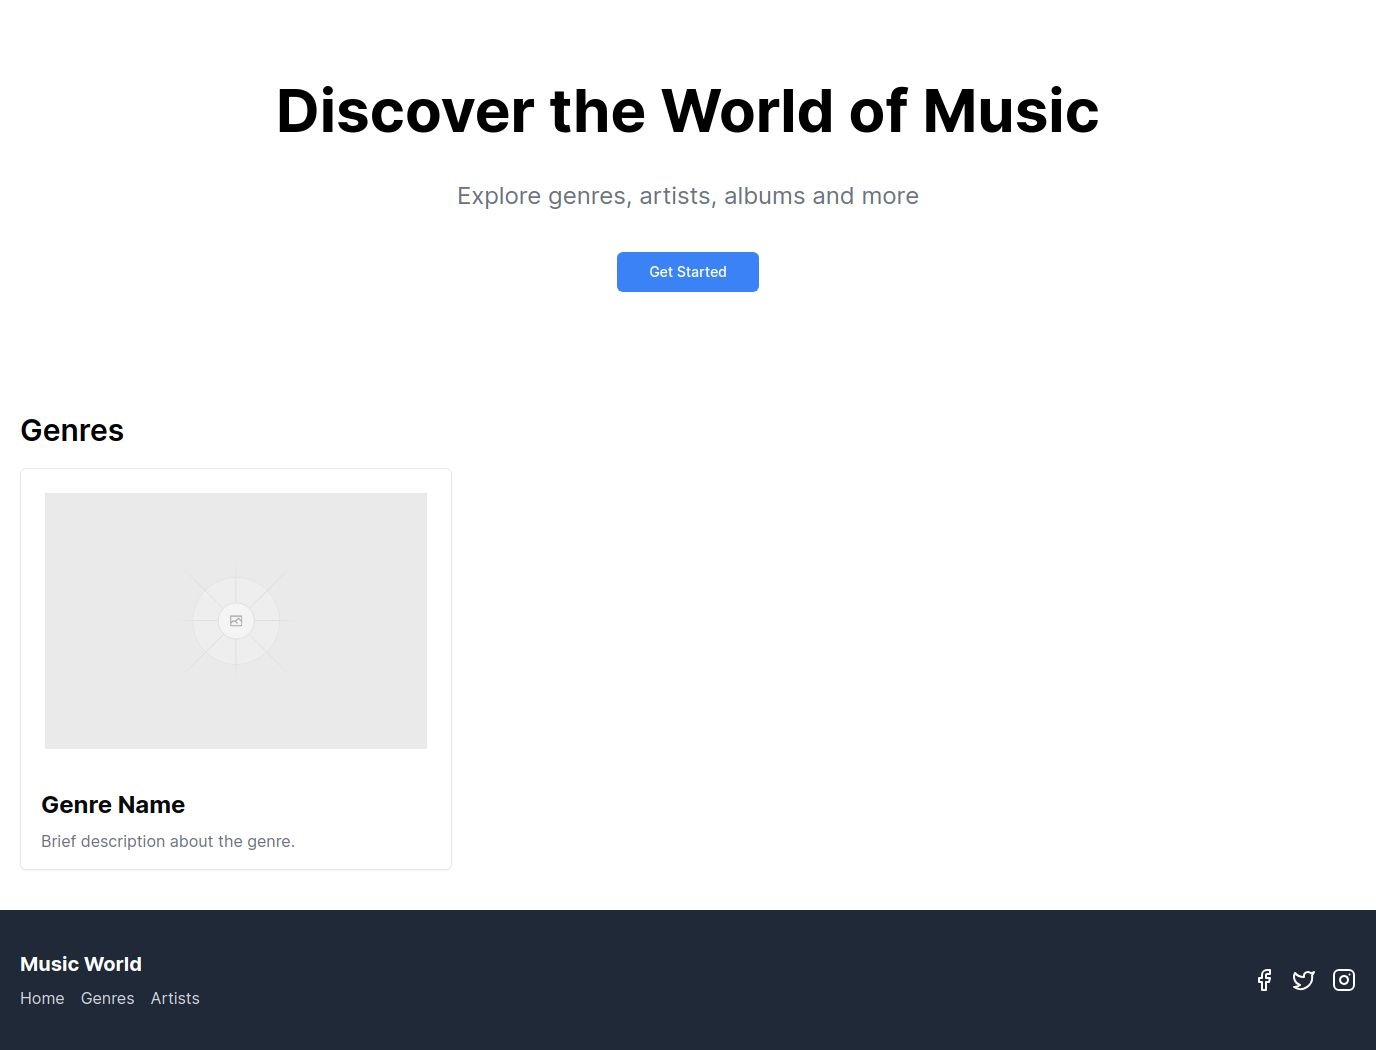 Discover the World of Music
Explore genres, artists, albums and more
Get Started
Genres
Genre Name
Brief description about the genre.
Music World
Home Genres Artists